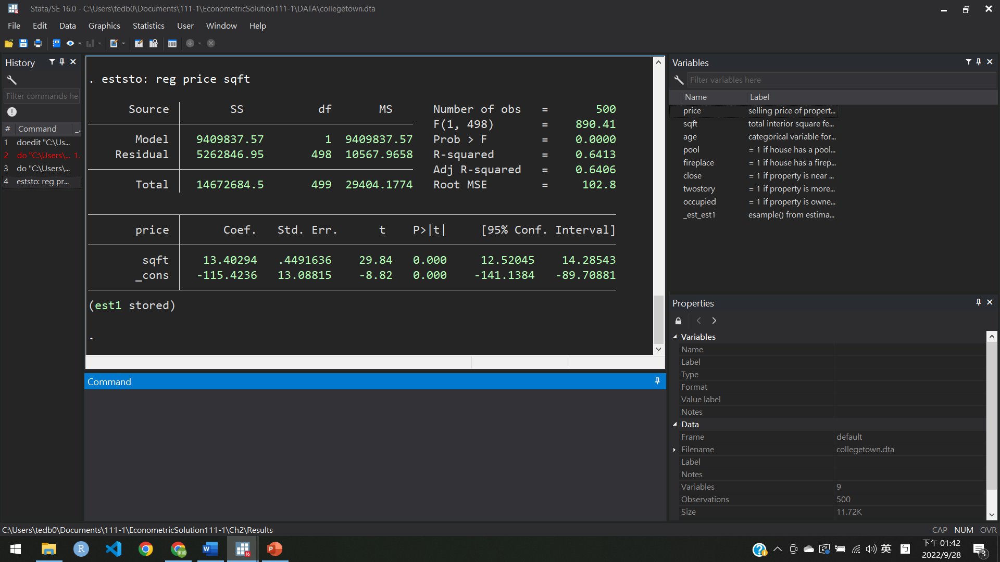 Stata/SE 16.0 - C:\Users\tedb0\Documents\111-1\EconometricSolution111-1\DATA\collegetown.dta
File Edit Data Graphics Statistics User Window Help
History
Filter commands he
# Command _..
1 doedit "C:\Us...
2 do "C:\Users\... 1.
3 do "C:\Users\...
4 eststo: reg pr...
. eststo: reg price sqft
Source SS df MS Number of obs = 500
F(1, 498) = 890.41
Model 9409837.57 1 9409837.57 Prob > F = 0.0000
Residual 5262846.95 498 10567.9658 R-squared = 0.6413
Adj R-squared = 0.6406
Total 14672684.5 499 29404.1774 Root MSE = 102.8
price Coef. Std. Err. t P>|t| [95% Conf. Interval]
sqft 13.40294 .4491636 29.84 0.000 12.52045 14.28543
_cons -115.4236 13.08815 -8.82 0.000 -141.1384 -89.70881
(est1 stored)
.
Command
Variables
Filter variables here
Name Label
price selling price of propert...
sqft total interior square fe...
age categorical variable for...
pool = 1 if house has a pool...
fireplace = 1 if house has a firep...
close = 1 if property is near ...
twostory = 1 if property is more...
occupied = 1 if property is owne...
_est_est1 esample() from estima...
Properties
Variables
Name
Label
Type
Format
Value label
Notes
Data
Frame default
Filename collegetown.dta
Label
Notes
Variables 9
Observations 500
Size 11.72K
C:\Users\tedb0\Documents\111-1\EconometricSolution111-1\Ch2\Results
CAP NUM OVR
英
下午 01:42
2022/9/28
3